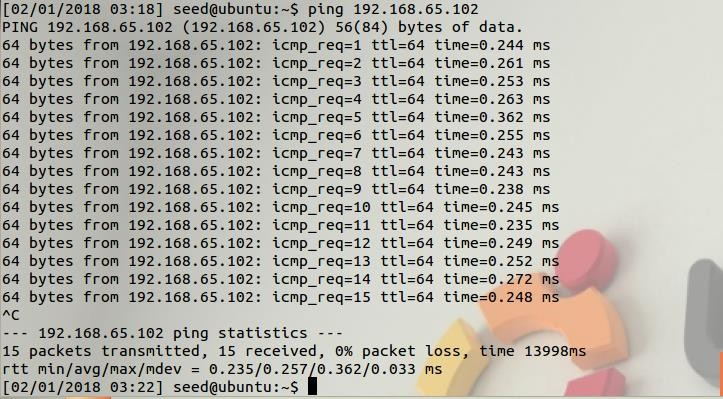 [02/01/2018 03:18] seed@ubuntu:~$ ping 192.168.65.102
PING 192.168.65.102 (192.168.65.102) 56(84) bytes of data.
64 bytes from 192.168.65.102: icmp_req=1 ttl=64 time=0.244 ms
64 bytes from 192.168.65.102: icmp_req=2 ttl=64 time=0.261 ms
64 bytes from 192.168.65.102: icmp_req=3 ttl=64 time=0.253 ms
64 bytes from 192.168.65.102: icmp_req=4 ttl=64 time=0.263 ms
64 bytes from 192.168.65.102: icmp_req=5 ttl=64 time=0.362 ms
64 bytes from 192.168.65.102: icmp_req=6 ttl=64 time=0.255 ms
64 bytes from 192.168.65.102: icmp_req=7 ttl=64 time=0.243 ms
64 bytes from 192.168.65.102: icmp_req=8 ttl=64 time=0.243 ms
64 bytes from 192.168.65.102: icmp_req=9 ttl=64 time=0.238 ms
64 bytes from 192.168.65.102: icmp_req=10 ttl=64 time=0.245 ms
64 bytes from 192.168.65.102: icmp_req=11 ttl=64 time=0.235 ms
64 bytes from 192.168.65.102: icmp_req=12 ttl=64 time=0.249 ms
64 bytes from 192.168.65.102: icmp_req=13 ttl=64 time=0.252 ms
64 bytes from 192.168.65.102: icmp_req=14 ttl=64 time=0.272 ms
64 bytes from 192.168.65.102: icmp_req=15 ttl=64 time=0.248 ms
^C
--- 192.168.65.102 ping statistics ---
15 packets transmitted, 15 received, 0% packet loss, time 13998ms
rtt min/avg/max/mdev = 0.235/0.257/0.362/0.033 ms
[02/01/2018 03:22] seed@ubuntu:~$